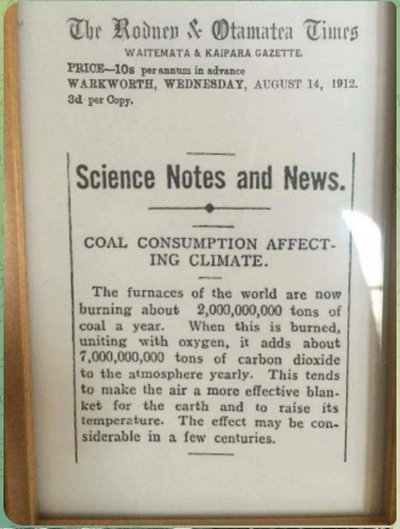 The Rodney & Otamatea Times
WAITEMATA & KAIPARA GAZETTE.
PRICE—10s per annum in advance
WARKWORTH, WEDNESDAY, AUGUST 14, 1912.
3d per Copy.
Science Notes and News.
COAL CONSUMPTION AFFECT-
ING CLIMATE.
The furnaces of the world are now
burning about 2,000,000,000 tons of
coal a year. When this is burned,
uniting with oxygen, it adds about
7,000,000,000 tons of carbon dioxide
to the atmosphere yearly. This tends
to make the air a more effective blan-
ket for the earth and to raise its
temperature. The effect may be con-
siderable in a few centuries.